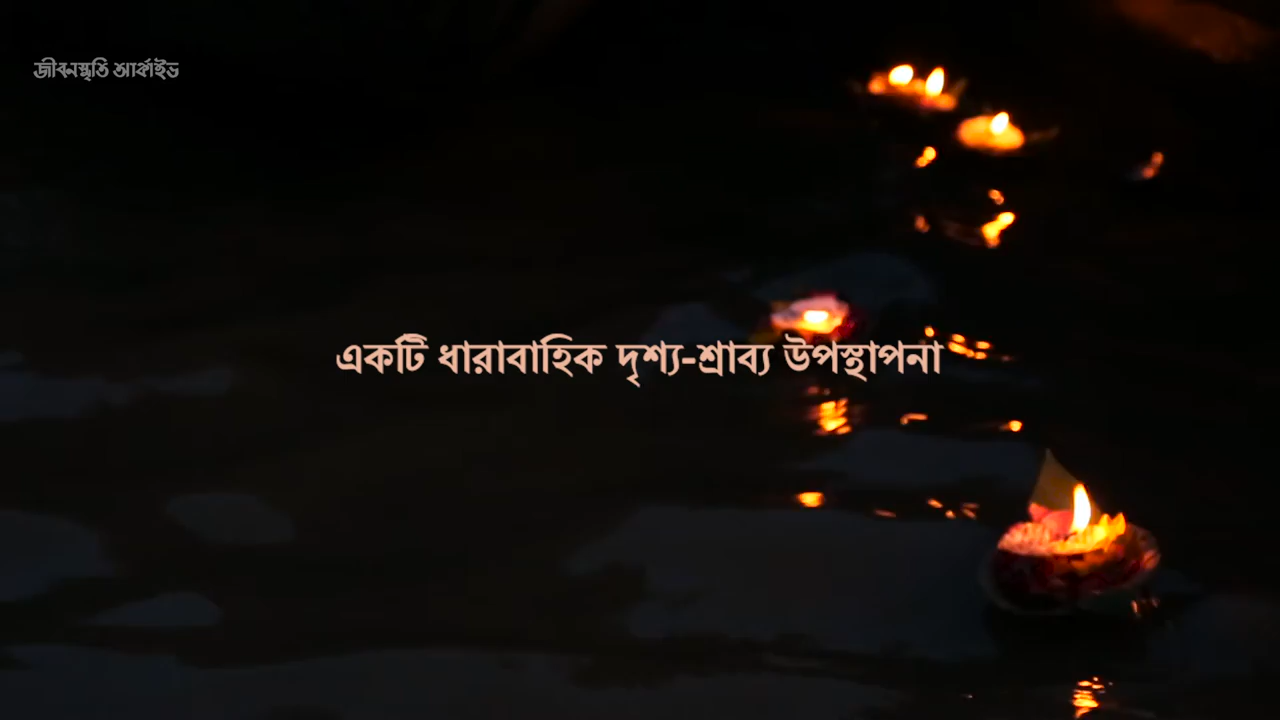 জীবনস্মৃতি আর্কাইভ
একটি ধারাবাহিক দৃশ্য-শ্রাব্য উপস্থাপনা